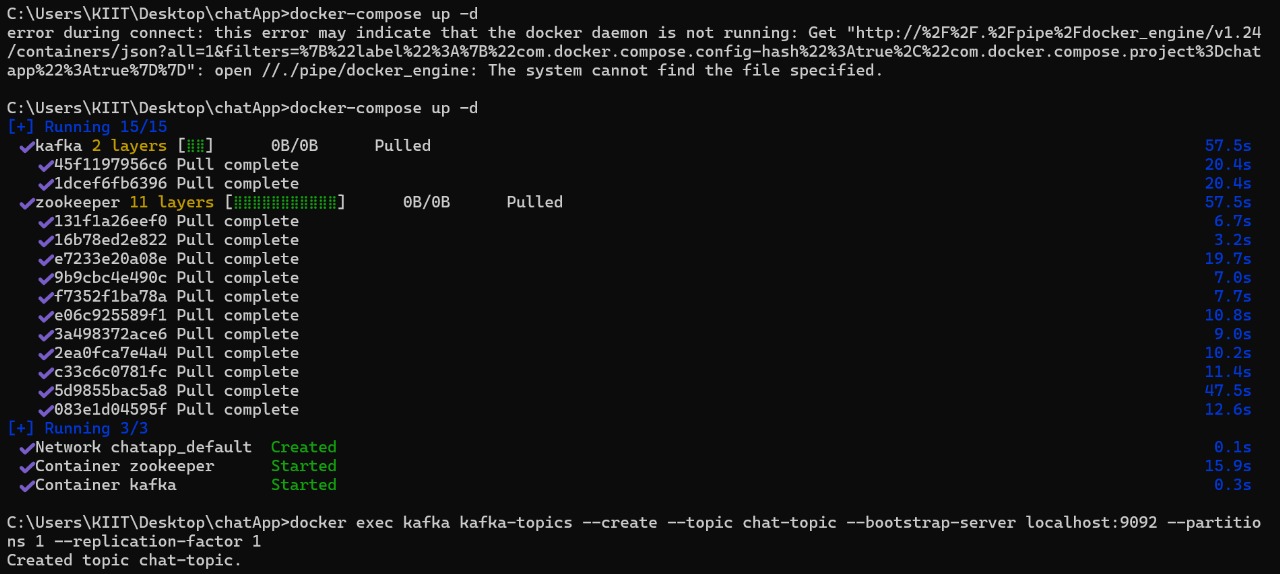 C:\Users\KIIT\Desktop\chatApp>docker-compose up -d
error during connect: this error may indicate that the docker daemon is not running: Get "http://%2F%2F.%2Fpipe%2Fdocker_engine/v1.24
/containers/json?all=1&filters=%7B%22label%22%3A%7B%22com.docker.compose.config-hash%22%3Atrue%2C%22com.docker.compose.project%3Dchat
app%22%3Atrue%7D%7D": open //./pipe/docker_engine: The system cannot find the file specified.
C:\Users\KIIT\Desktop\chatApp>docker-compose up -d
[+] Running 15/15
✔kafka 2 layers [⣿⣿]      0B/0B      Pulled 57.5s
✔45f1197956c6 Pull complete 20.4s
✔1dcef6fb6396 Pull complete 20.4s
✔zookeeper 11 layers [⣿⣿⣿⣿⣿⣿⣿⣿⣿⣿⣿]      0B/0B      Pulled 57.5s
✔131f1a26eef0 Pull complete 6.7s
✔16b78ed2e822 Pull complete 3.2s
✔e7233e20a08e Pull complete 19.7s
✔9b9cbc4e490c Pull complete 7.0s
✔f7352f1ba78a Pull complete 7.7s
✔e06c925589f1 Pull complete 10.8s
✔3a498372ace6 Pull complete 9.0s
✔2ea0fca7e4a4 Pull complete 10.2s
✔c33c6c0781fc Pull complete 11.4s
✔5d9855bac5a8 Pull complete 47.5s
✔083e1d04595f Pull complete 12.6s
[+] Running 3/3
✔Network chatapp_default  Created 0.1s
✔Container zookeeper      Started 15.9s
✔Container kafka          Started 0.3s
C:\Users\KIIT\Desktop\chatApp>docker exec kafka kafka-topics --create --topic chat-topic --bootstrap-server localhost:9092 --partitio
ns 1 --replication-factor 1
Created topic chat-topic.